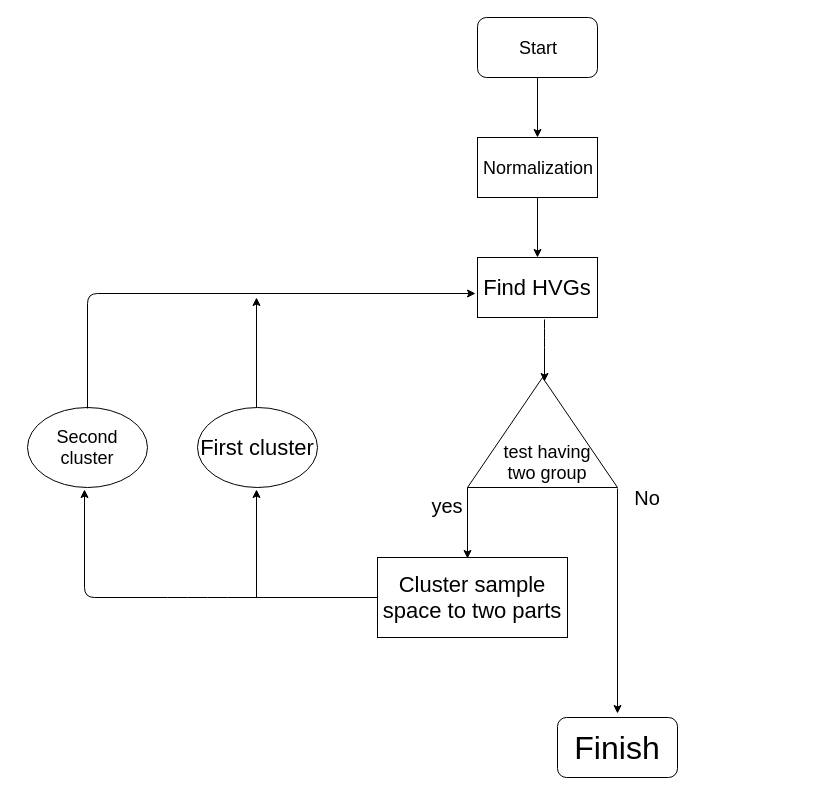 Start
Normalization
Find HVGs
Second
cluster
First cluster
test having
two group
yes
No
Cluster sample
space to two parts
Finish